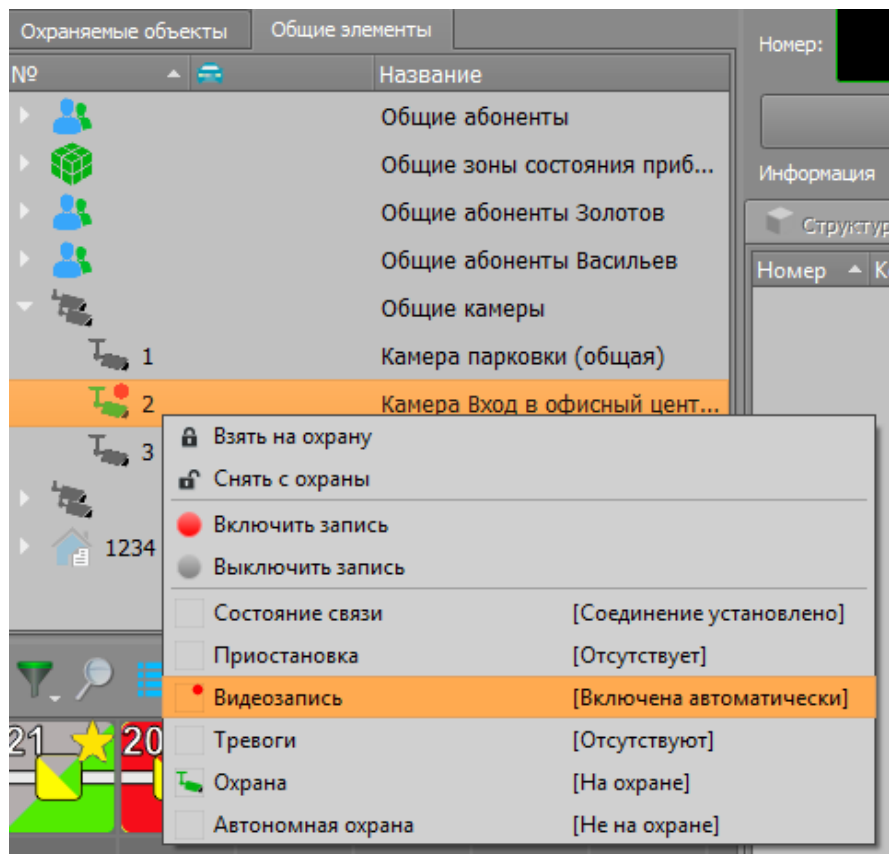 Охраняемые объекты
Общие элементы
Номер:
№
Название
Общие абоненты
Общие зоны состояния приб...
Информация
Общие абоненты Золотов
Структур
Общие абоненты Васильев
Номер
К
Общие камеры
1 Камера парковки (общая)
2 Камера Вход в офисный цент...
3
1234
Взять на охрану
Снять с охраны
Включить запись
Выключить запись
Состояние связи [Соединение установлено]
Приостановка [Отсутствует]
Видеозапись [Включена автоматически]
Тревоги [Отсутствуют]
Охрана [На охране]
Автономная охрана [Не на охране]
21
20